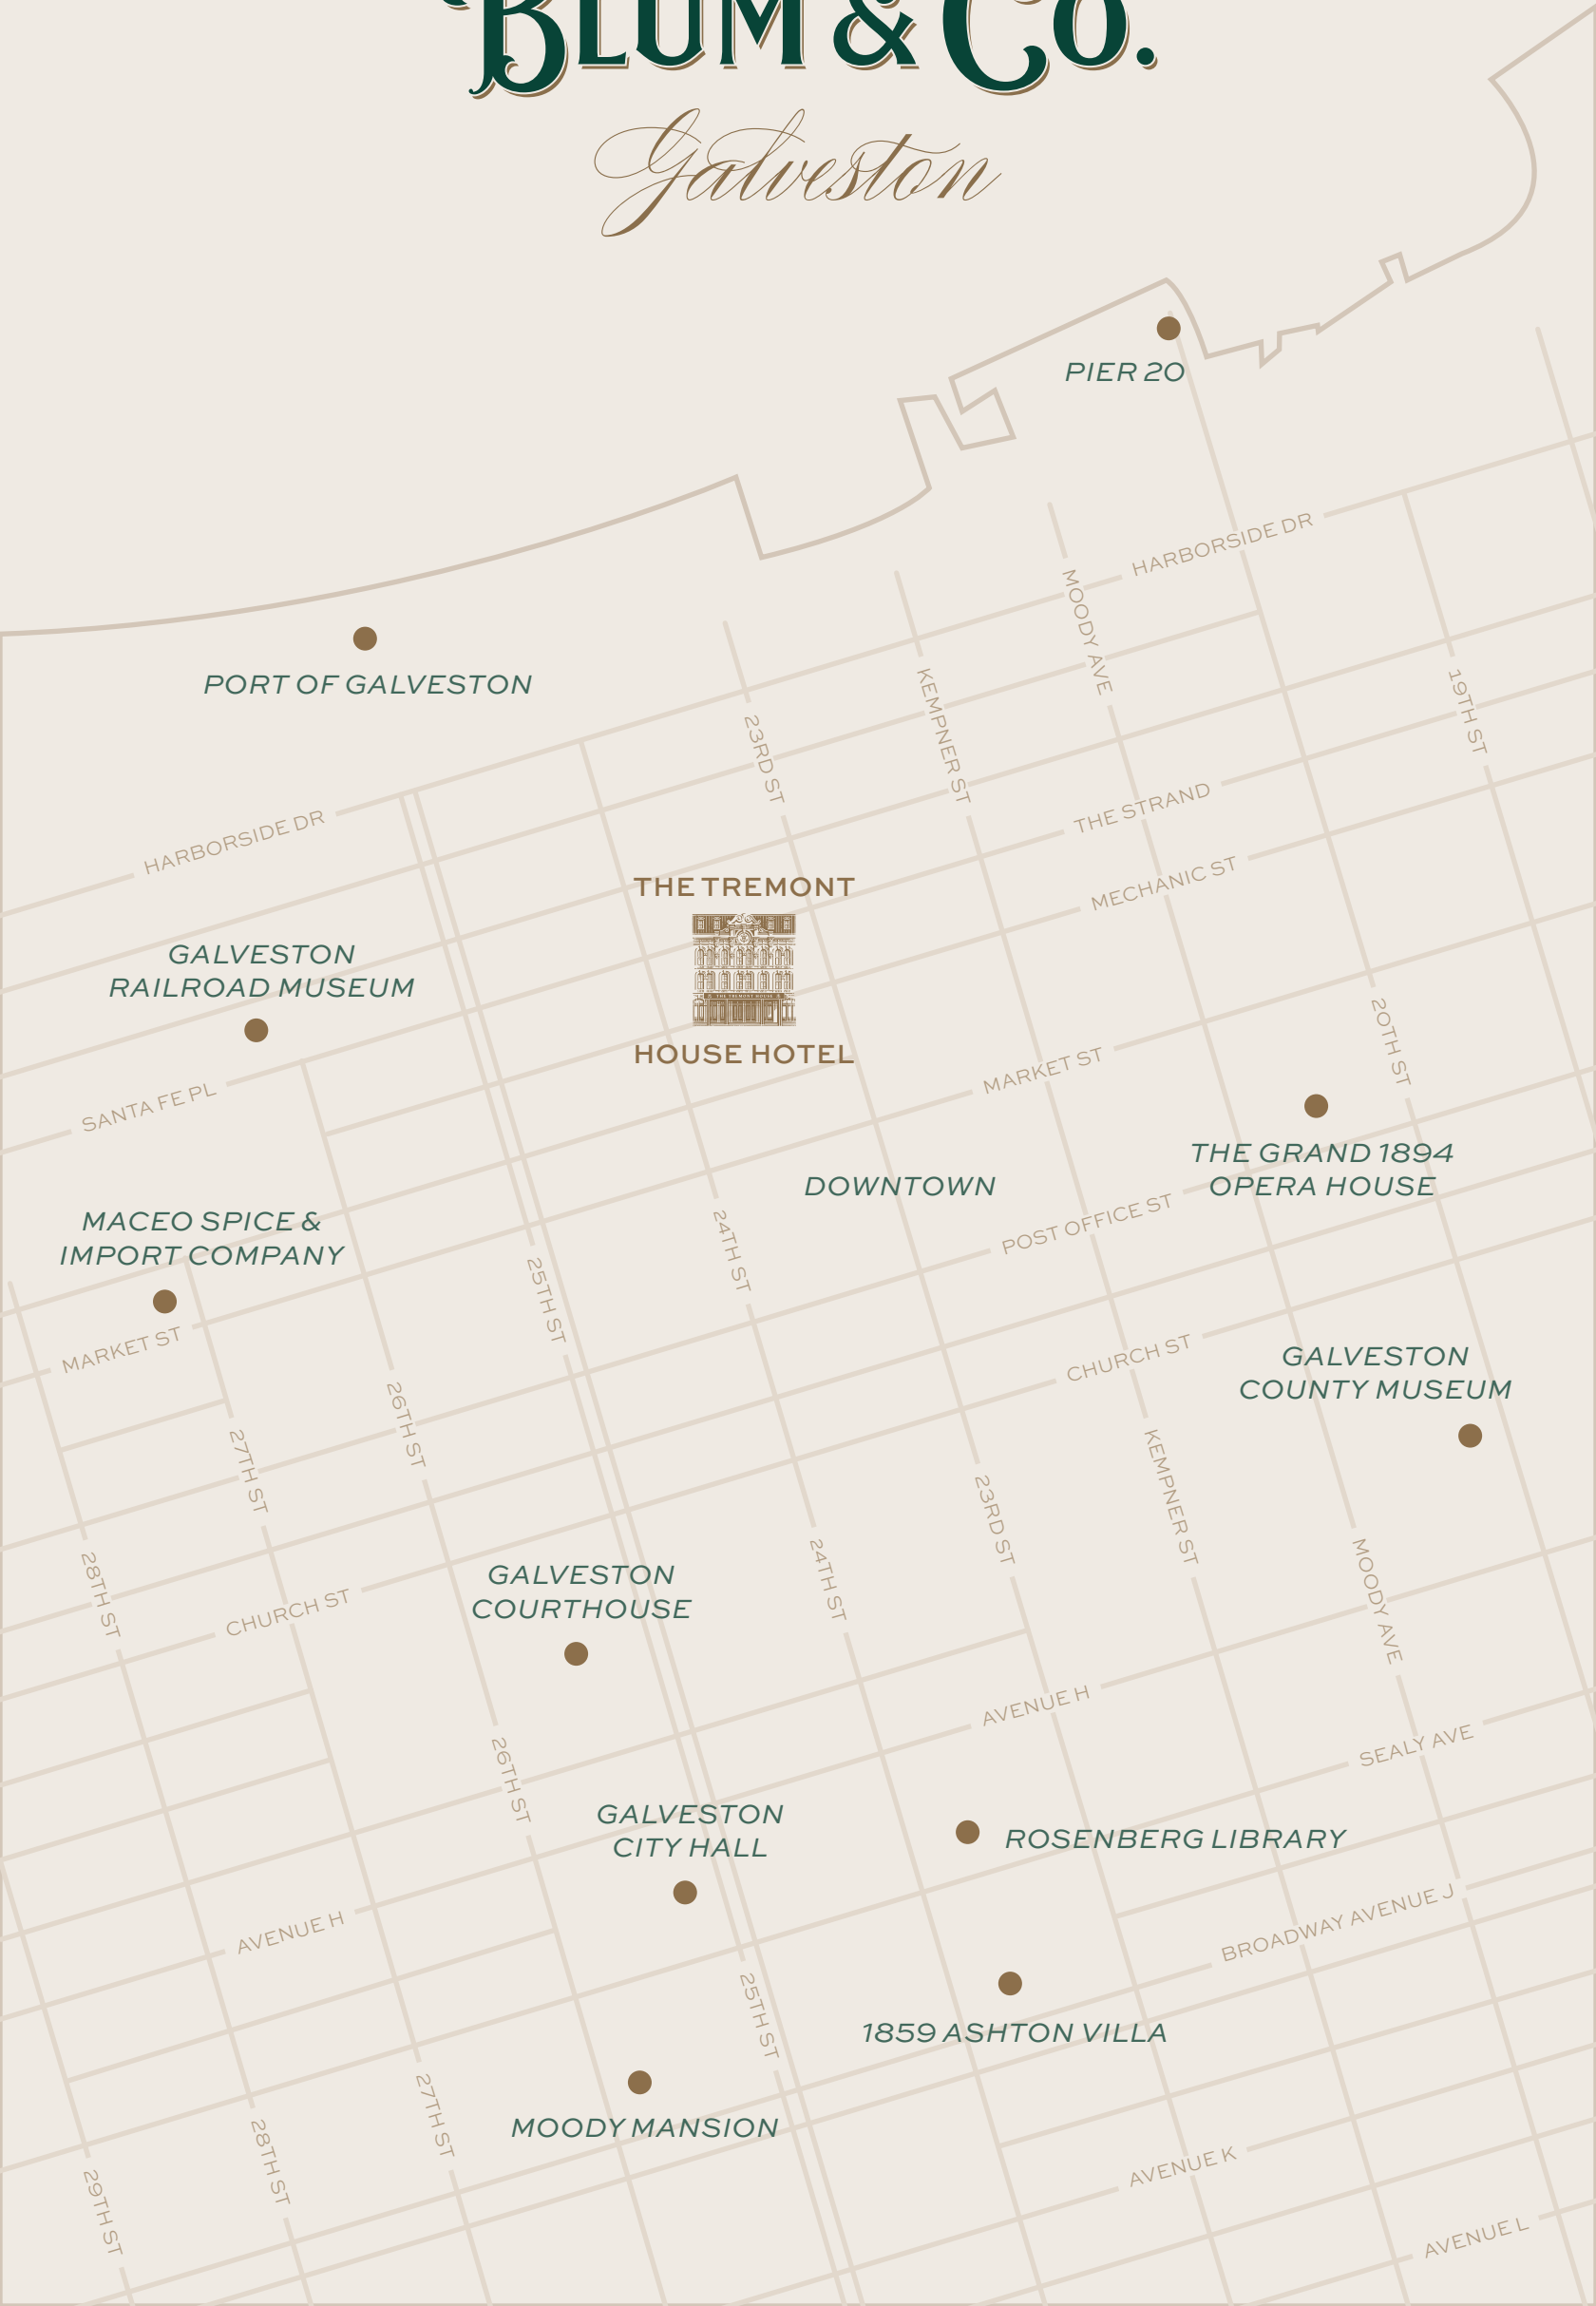 BLUM & CO.
Galveston
PIER 20
HARBORSIDE DR
MOODY AVE
PORT OF GALVESTON
KEMPNER ST
19TH ST
23RD ST
HARBORSIDE DR
THE STRAND
MECHANIC ST
THE TREMONT
THE TREMONT HOUSE
HOUSE HOTEL
GALVESTON
RAILROAD MUSEUM
SANTA FE PL
MARKET ST
20TH ST
THE GRAND 1894
OPERA HOUSE
DOWNTOWN
POST OFFICE ST
MACEO SPICE &
IMPORT COMPANY
24TH ST
25TH ST
MARKET ST
CHURCH ST
GALVESTON
COUNTY MUSEUM
26TH ST
27TH ST
KEMPNER ST
23RD ST
28TH ST
24TH ST
MOODY AVE
GALVESTON
COURTHOUSE
CHURCH ST
AVENUE H
SEALY AVE
26TH ST
GALVESTON
CITY HALL
ROSENBERG LIBRARY
AVENUE H
BROADWAY AVENUE J
25TH ST
1859 ASHTON VILLA
MOODY MANSION
27TH ST
28TH ST
29TH ST
AVENUE K
AVENUE L